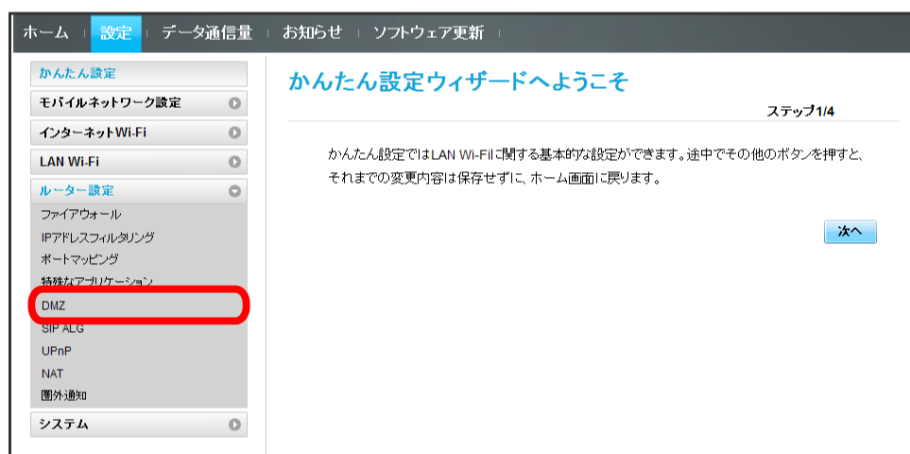 ホーム 設定 データ通信量 お知らせ ソフトウェア更新
かんたん設定
モバイルネットワーク設定
インターネットWi-Fi
LAN Wi-Fi
ルーター設定
ファイアウォール
IPアドレスフィルタリング
ポートマッピング
特殊なアプリケーション
DMZ
SIP ALG
UPnP
NAT
圏外通知
システム
かんたん設定ウィザードへようこそ
ステップ1/4
かんたん設定ではLAN Wi-Fiに関する基本的な設定ができます。途中でその他のボタンを押すと、
それまでの変更内容は保存せずに、ホーム画面に戻ります。
次へ